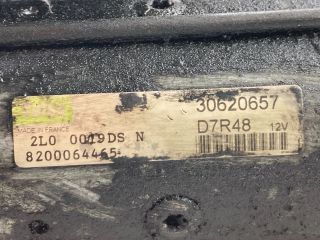 30620657
MADE IN FRANCE
2L0 0019DS N
D7R48 12V
8200064465